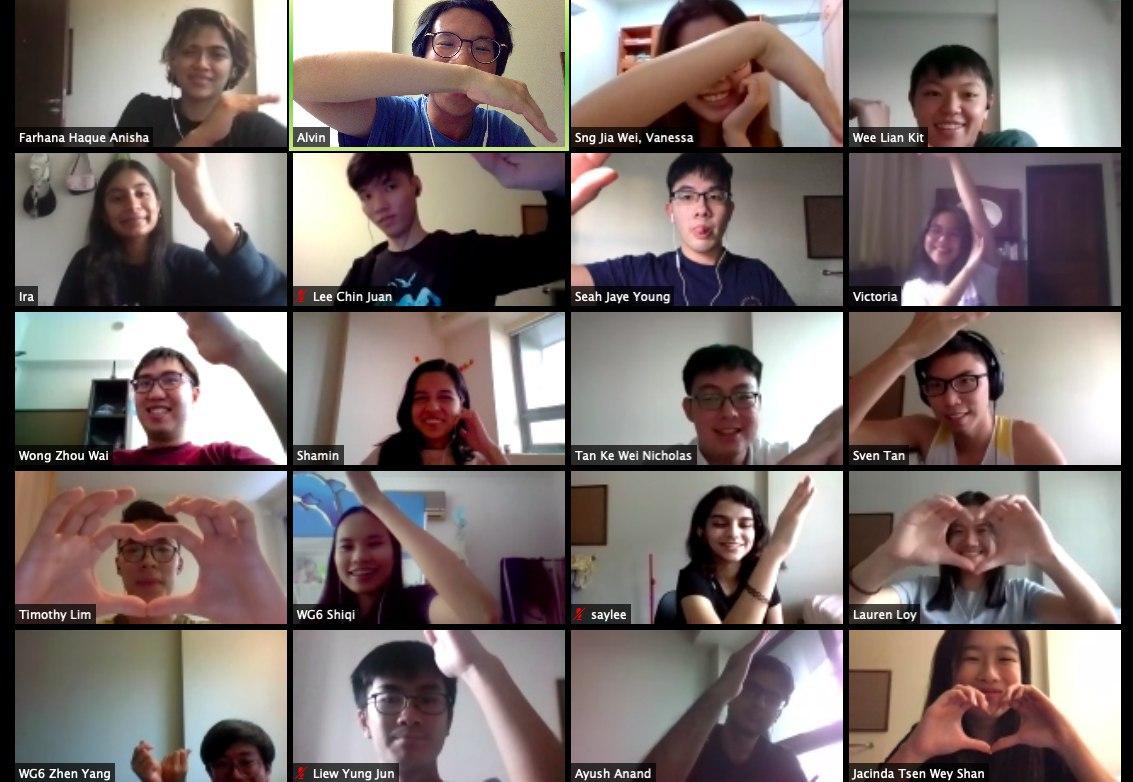 Farhana Haque Anisha
Alvin
Sng Jia Wei, Vanessa
Wee Lian Kit
Ira
Lee Chin Juan
Seah Jaye Young
Victoria
Wong Zhou Wai
Shamin
Tan Ke Wei Nicholas
Sven Tan
Timothy Lim
WG6 Shiqi
saylee
Lauren Loy
WG6 Zhen Yang
Liew Yung Jun
Ayush Anand
Jacinda Tsen Wey Shan